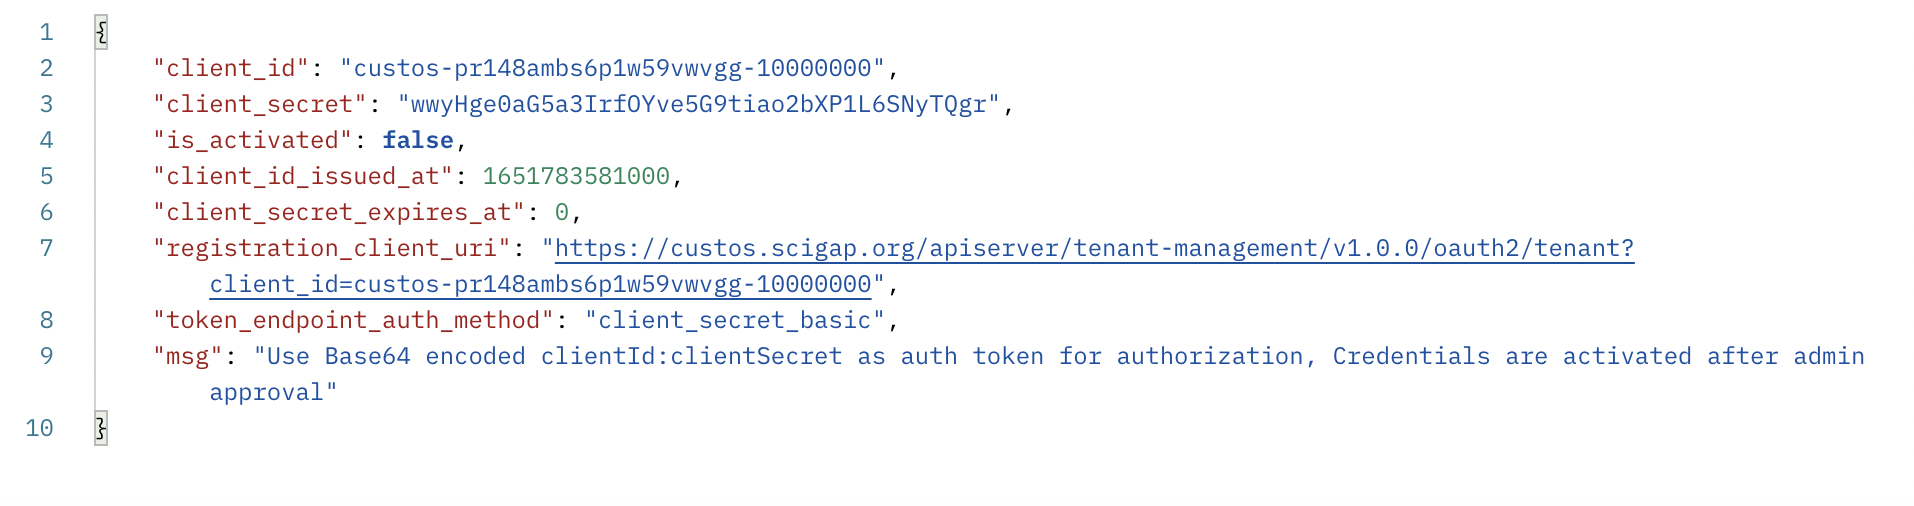 1 {
2 "client_id": "custos-pr148ambs6p1w59vwvgg-10000000",
3 "client_secret": "wwyHge0aG5a3IrfOYve5G9tiao2bXP1L6SNyTQgr",
4 "is_activated": false,
5 "client_id_issued_at": 1651783581000,
6 "client_secret_expires_at": 0,
7 "registration_client_uri": "https://custos.scigap.org/apiserver/tenant-management/v1.0.0/oauth2/tenant?
client_id=custos-pr148ambs6p1w59vwvgg-10000000",
8 "token_endpoint_auth_method": "client_secret_basic",
9 "msg": "Use Base64 encoded clientId:clientSecret as auth token for authorization, Credentials are activated after admin
approval"
10 }